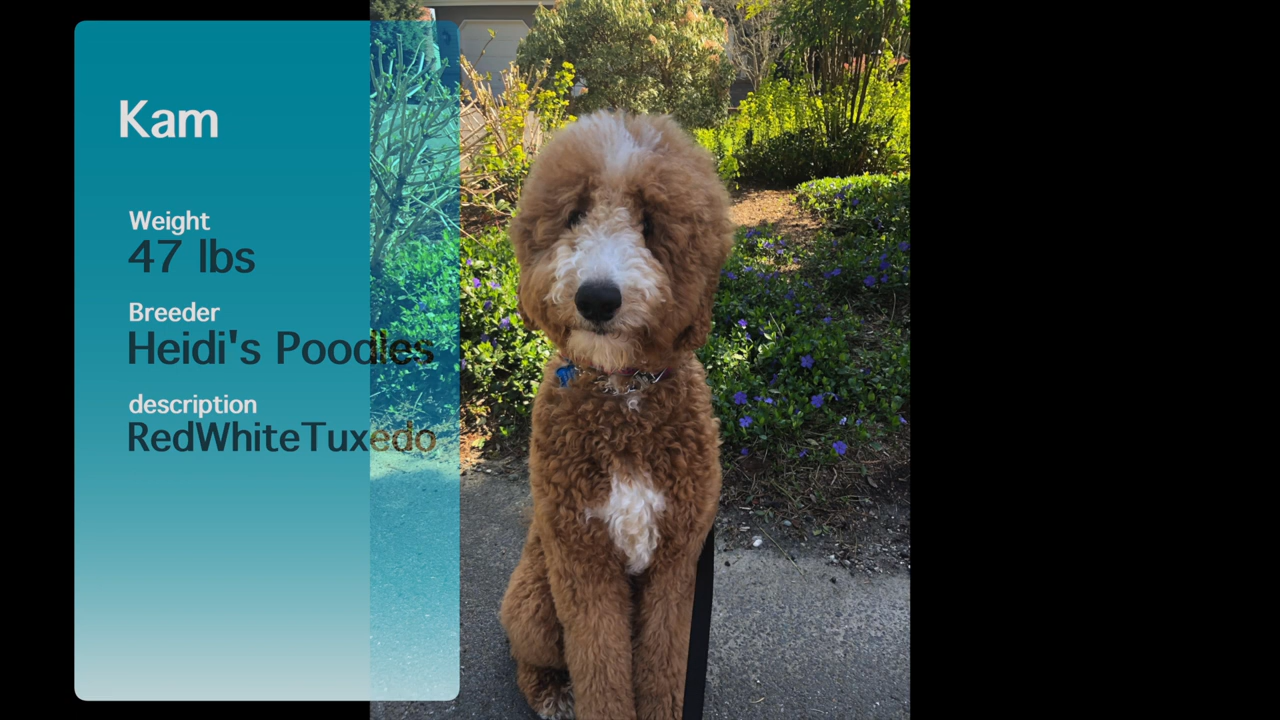 Kam
Weight
47 lbs
Breeder
Heidi's Poodles
description
RedWhiteTuxedo